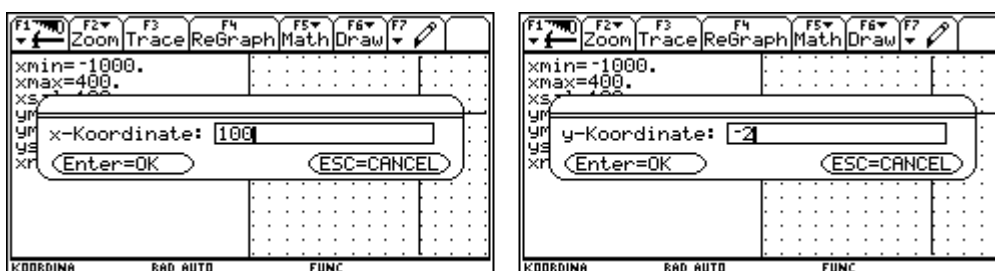 F1 F2 F3 F4 F5 F6 F7
Zoom Trace ReGraph Math Draw
xmin=-1000.
xmax=400.
x-Koordinate: 100
Enter=OK ESC=CANCEL
KOORDINA RAD AUTO FUNC
F1 F2 F3 F4 F5 F6 F7
Zoom Trace ReGraph Math Draw
xmin=-1000.
xmax=400.
y-Koordinate: -2
Enter=OK ESC=CANCEL
KOORDINA RAD AUTO FUNC